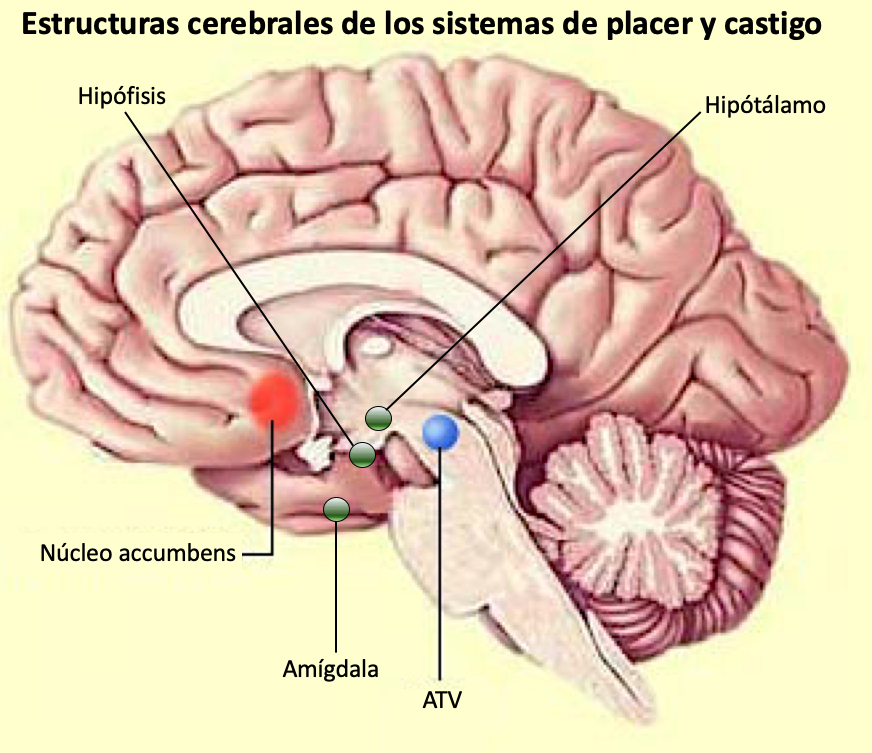 Estructuras cerebrales de los sistemas de placer y castigo
Hipófisis
Hipótálamo
Núcleo accumbens
Amígdala
ATV